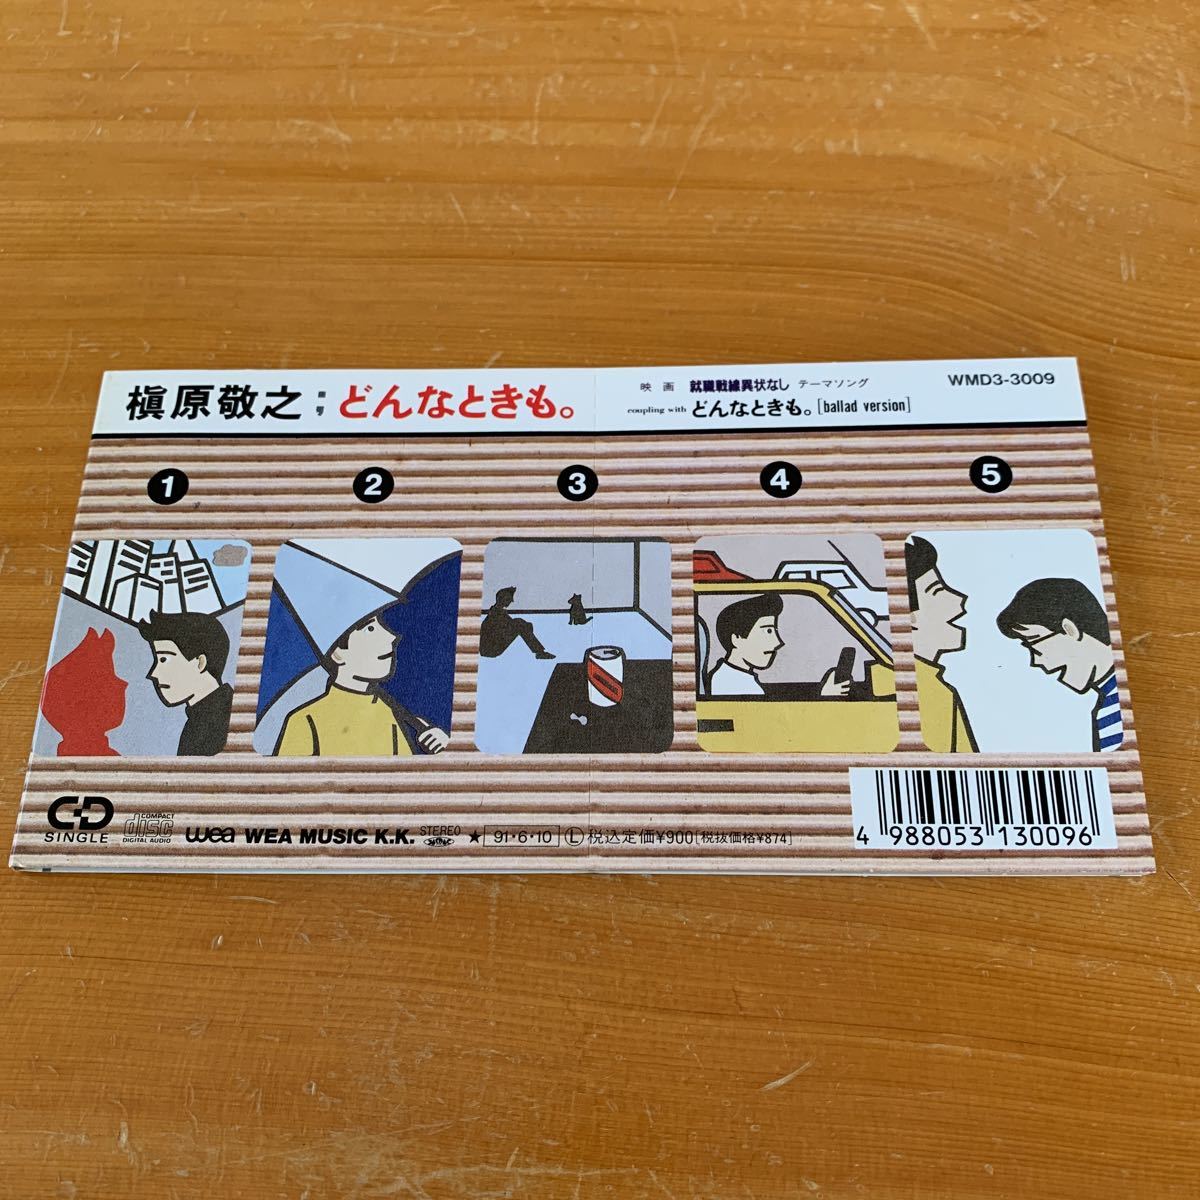 槇原敬之 どんなときも。
映画 就職戦線異状なし テーマソング
coupling with どんなときも。[ballad version]
WMD3-3009
1 2 3 4 5
CD SINGLE
COMPACT disc DIGITAL AUDIO
wea WEA MUSIC K.K.
STEREO
★ 91・6・10 Ⓛ 税込定価¥900[税抜価格¥874]
4 988053 130096